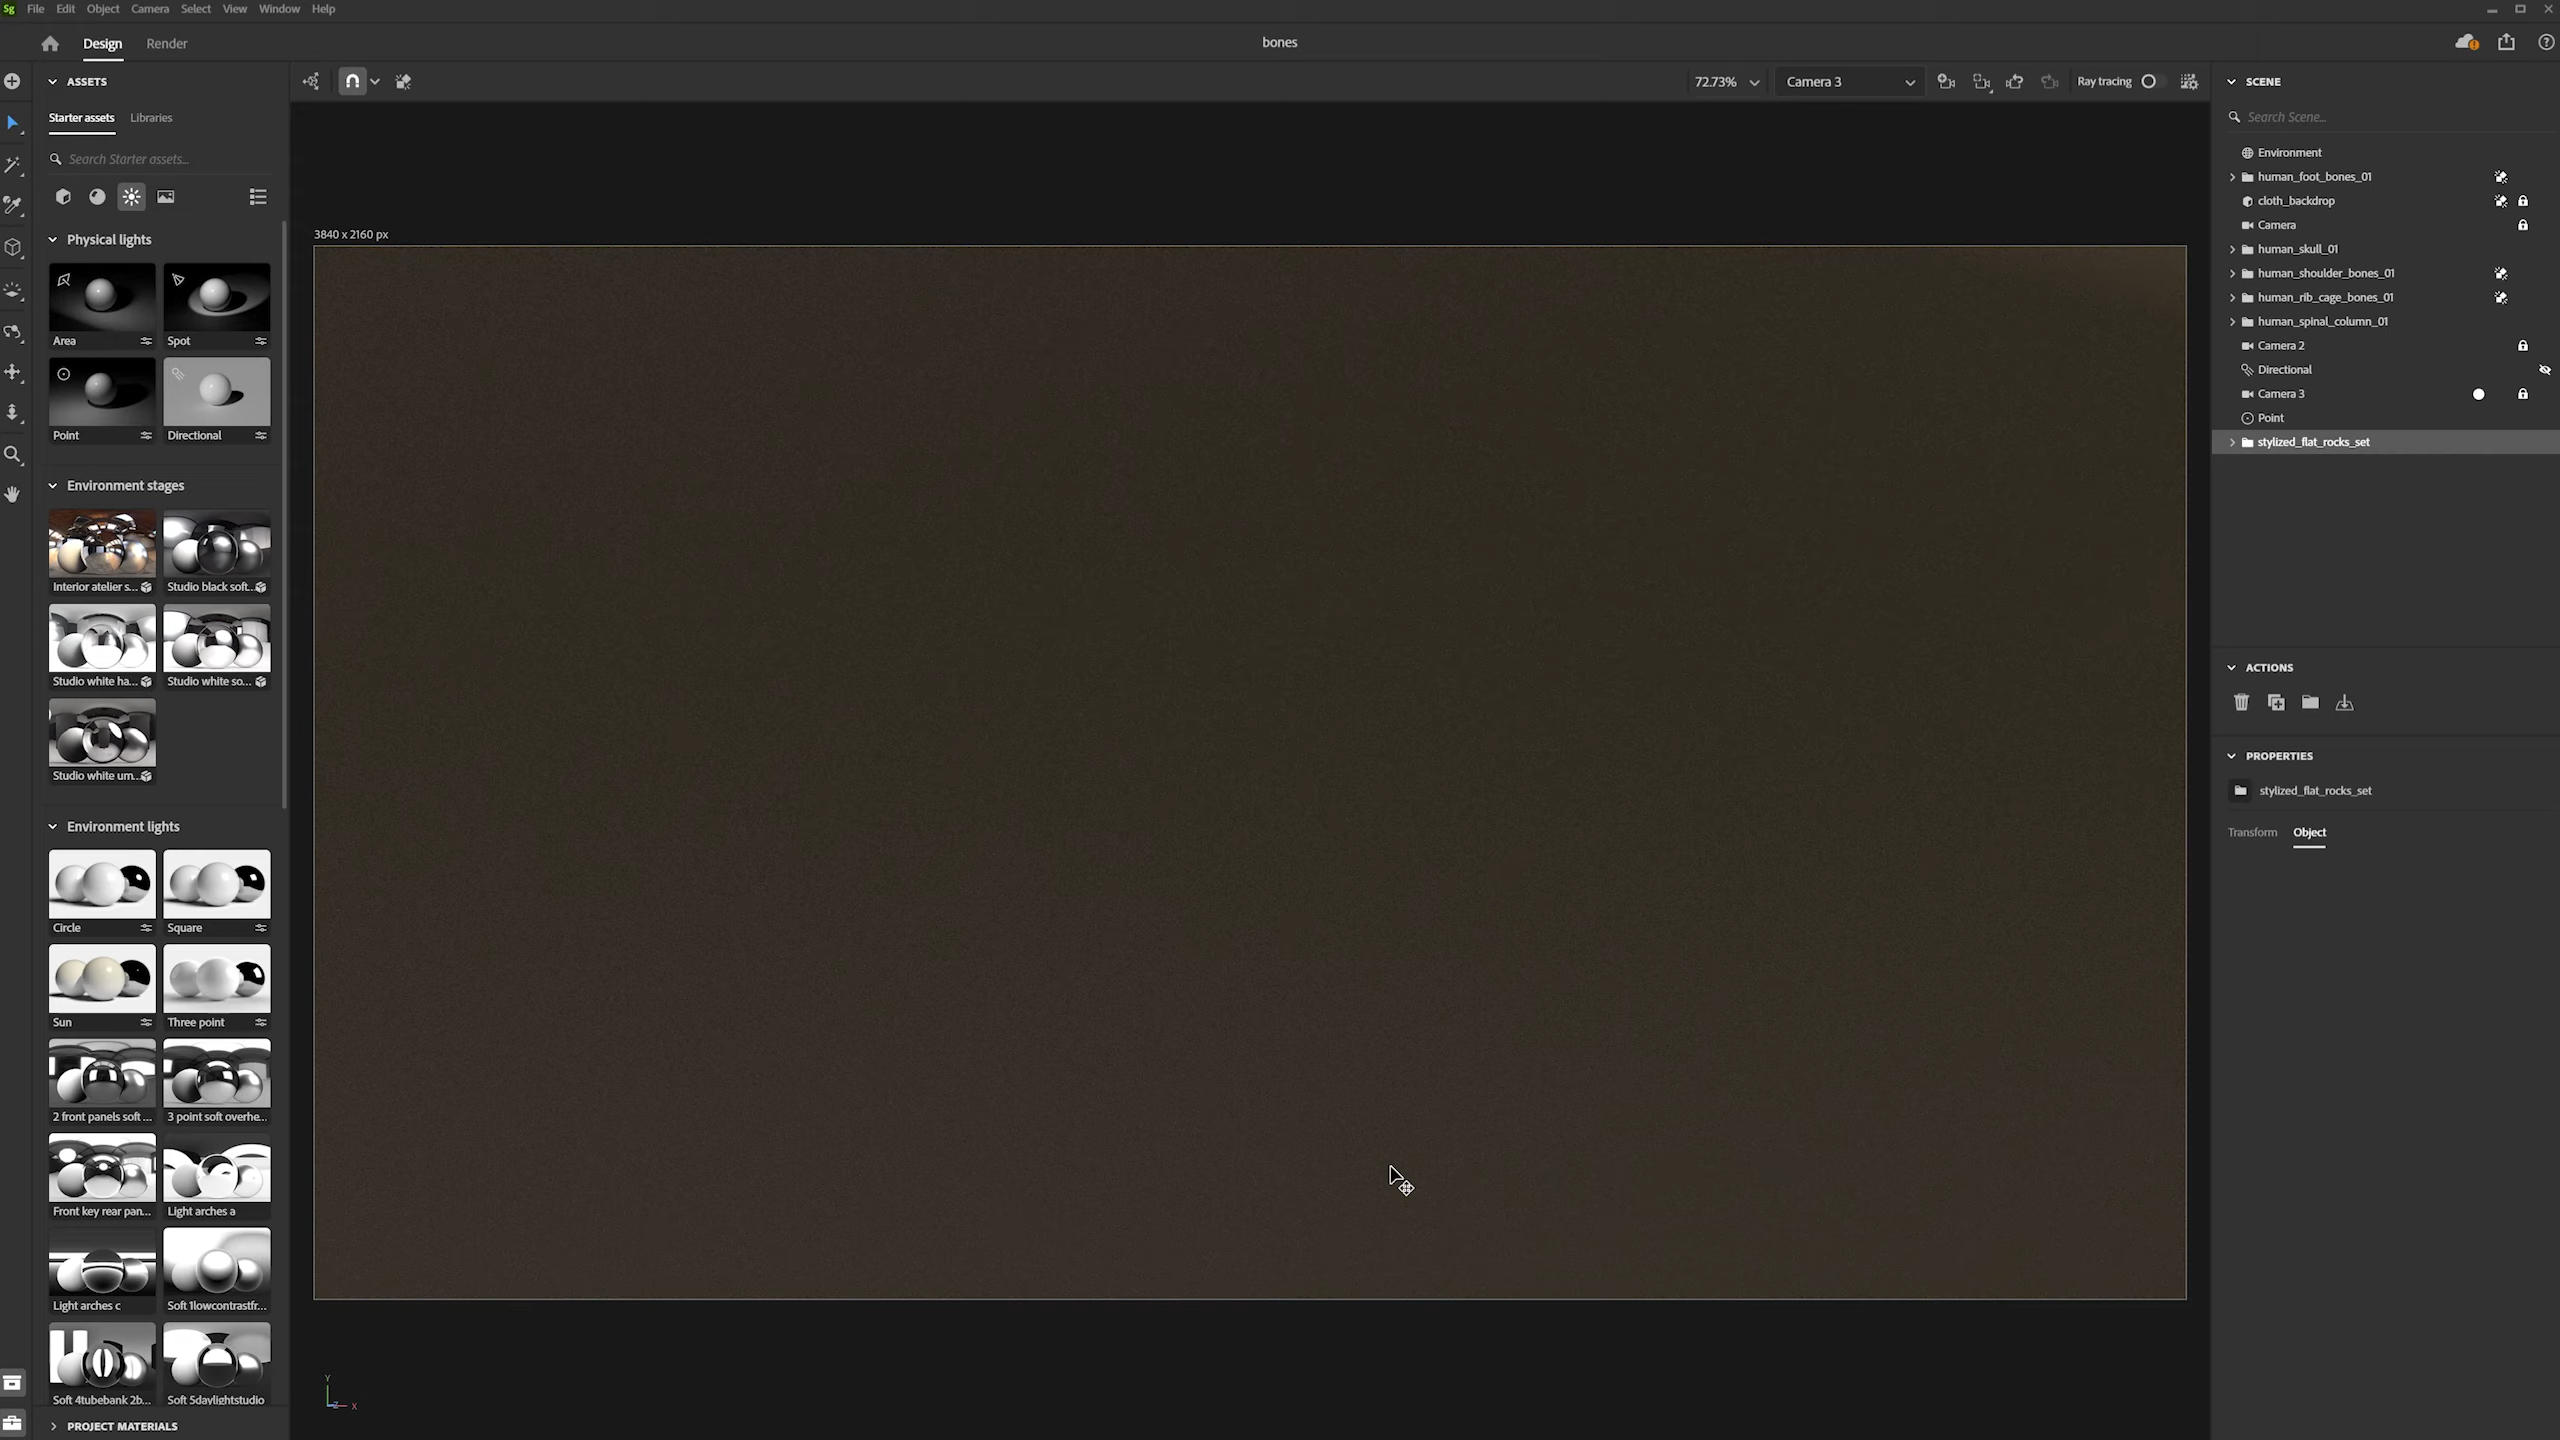 Sg File Edit Object Camera Select View Window Help
Design Render bones
ASSETS
72.73% Camera 3 Ray tracing
Starter assets Libraries
Search Starter assets...
Physical lights
Area Spot
Point Directional
Environment stages
Interior atelier s... Studio black soft...
Studio white ha... Studio white so...
Studio white um...
Environment lights
Circle Square
Sun Three point
2 front panels soft ... 3 point soft overhe...
Front key rear pan... Light arches a
Light arches c Soft 1lowcontrastfr...
Soft 4tubebank 2b... Soft 5daylightstudio
PROJECT MATERIALS
3840 x 2160 px
Y
Z X
SCENE
Search Scene...
Environment
human_foot_bones_01
cloth_backdrop
Camera
human_skull_01
human_shoulder_bones_01
human_rib_cage_bones_01
human_spinal_column_01
Camera 2
Directional
Camera 3
Point
stylized_flat_rocks_set
ACTIONS
PROPERTIES
stylized_flat_rocks_set
Transform Object